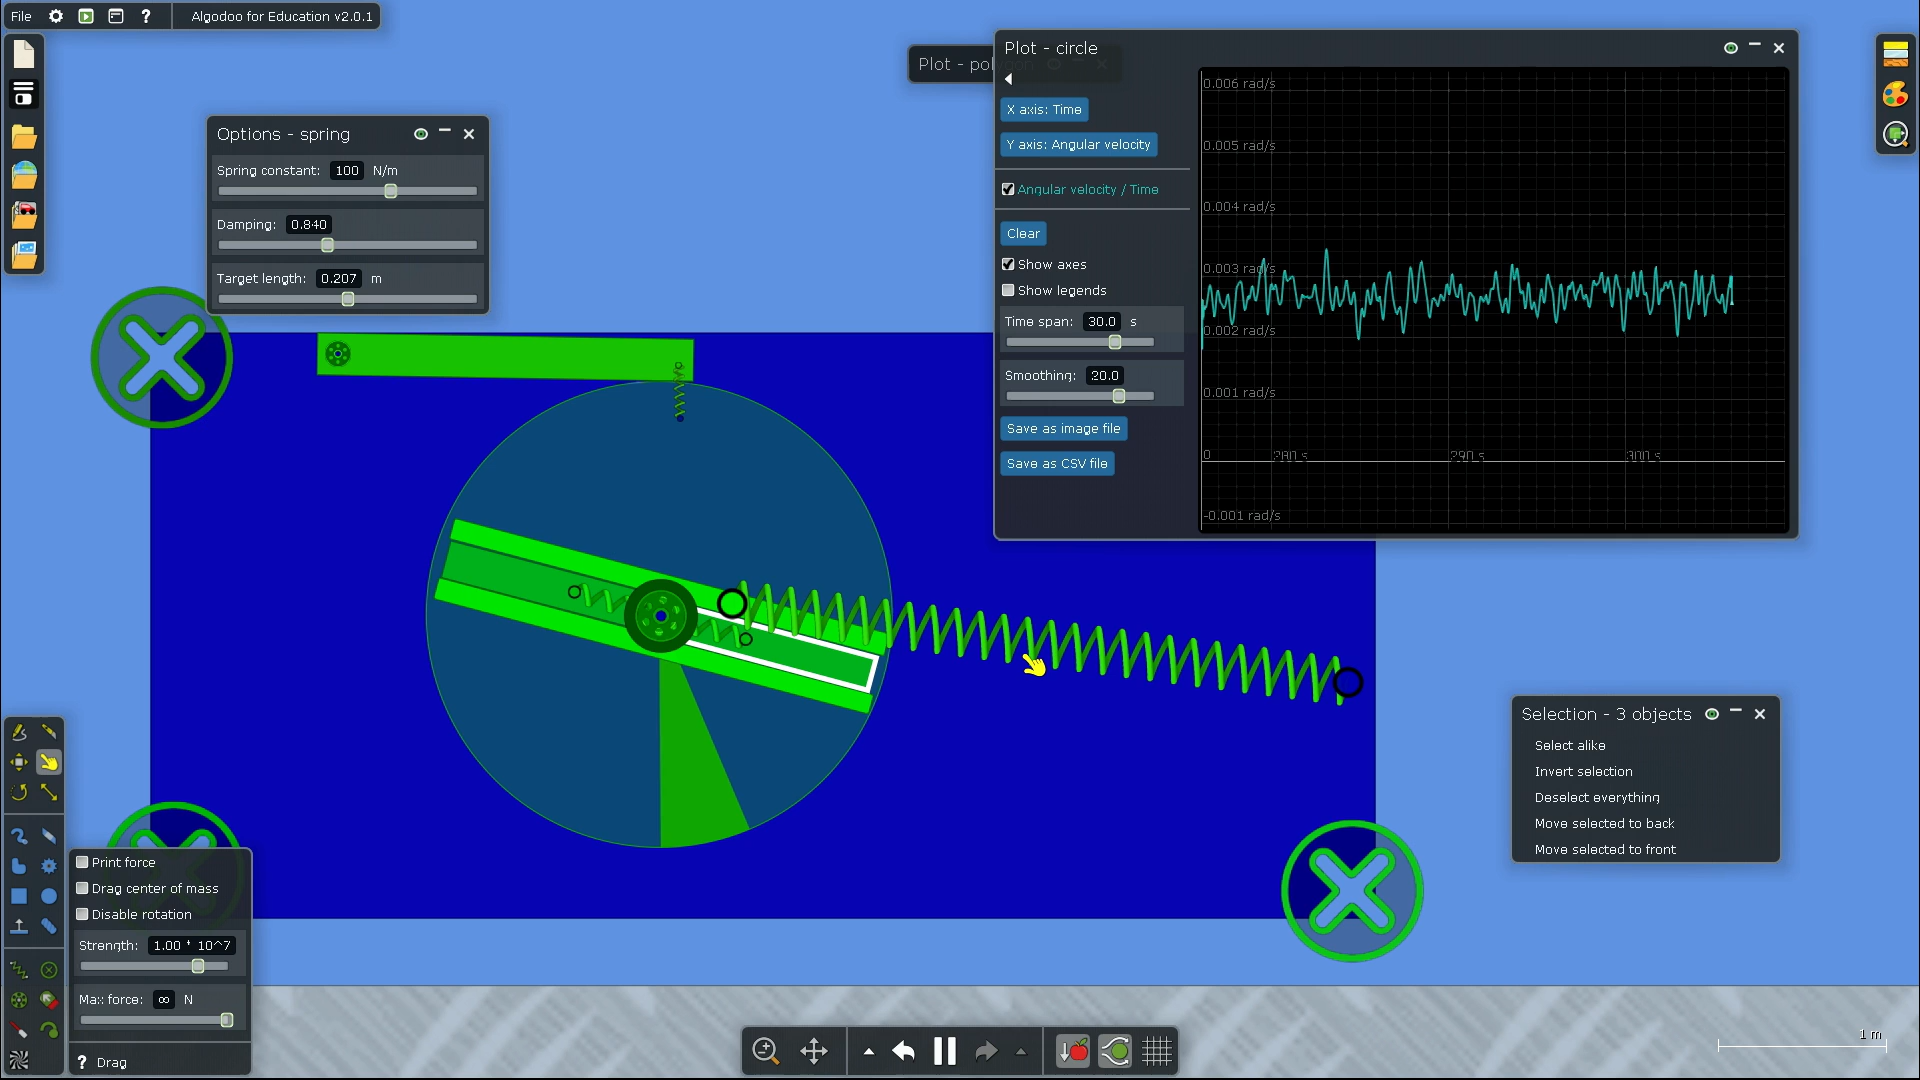 File
? Algodoo for Education v2.0.1
Plot - circle
Plot - polygon
X axis: Time
Y axis: Angular velocity
Angular velocity / Time
Clear
Show axes
Show legends
Time span: 30.0 s
Smoothing: 20.0
Save as image file
Save as CSV file
0.006 rad/s
0.005 rad/s
0.004 rad/s
0.003 rad/s
0.002 rad/s
0.001 rad/s
0 280 s 290 s 300 s
-0.001 rad/s
Options - spring
Spring constant: 100 N/m
Damping: 0.840
Target length: 0.207 m
Selection - 3 objects
Select alike
Invert selection
Deselect everything
Move selected to back
Move selected to front
Print force
Drag center of mass
Disable rotation
Strength: 1.00 * 10^7
Max force: ∞ N
? Drag
1 m